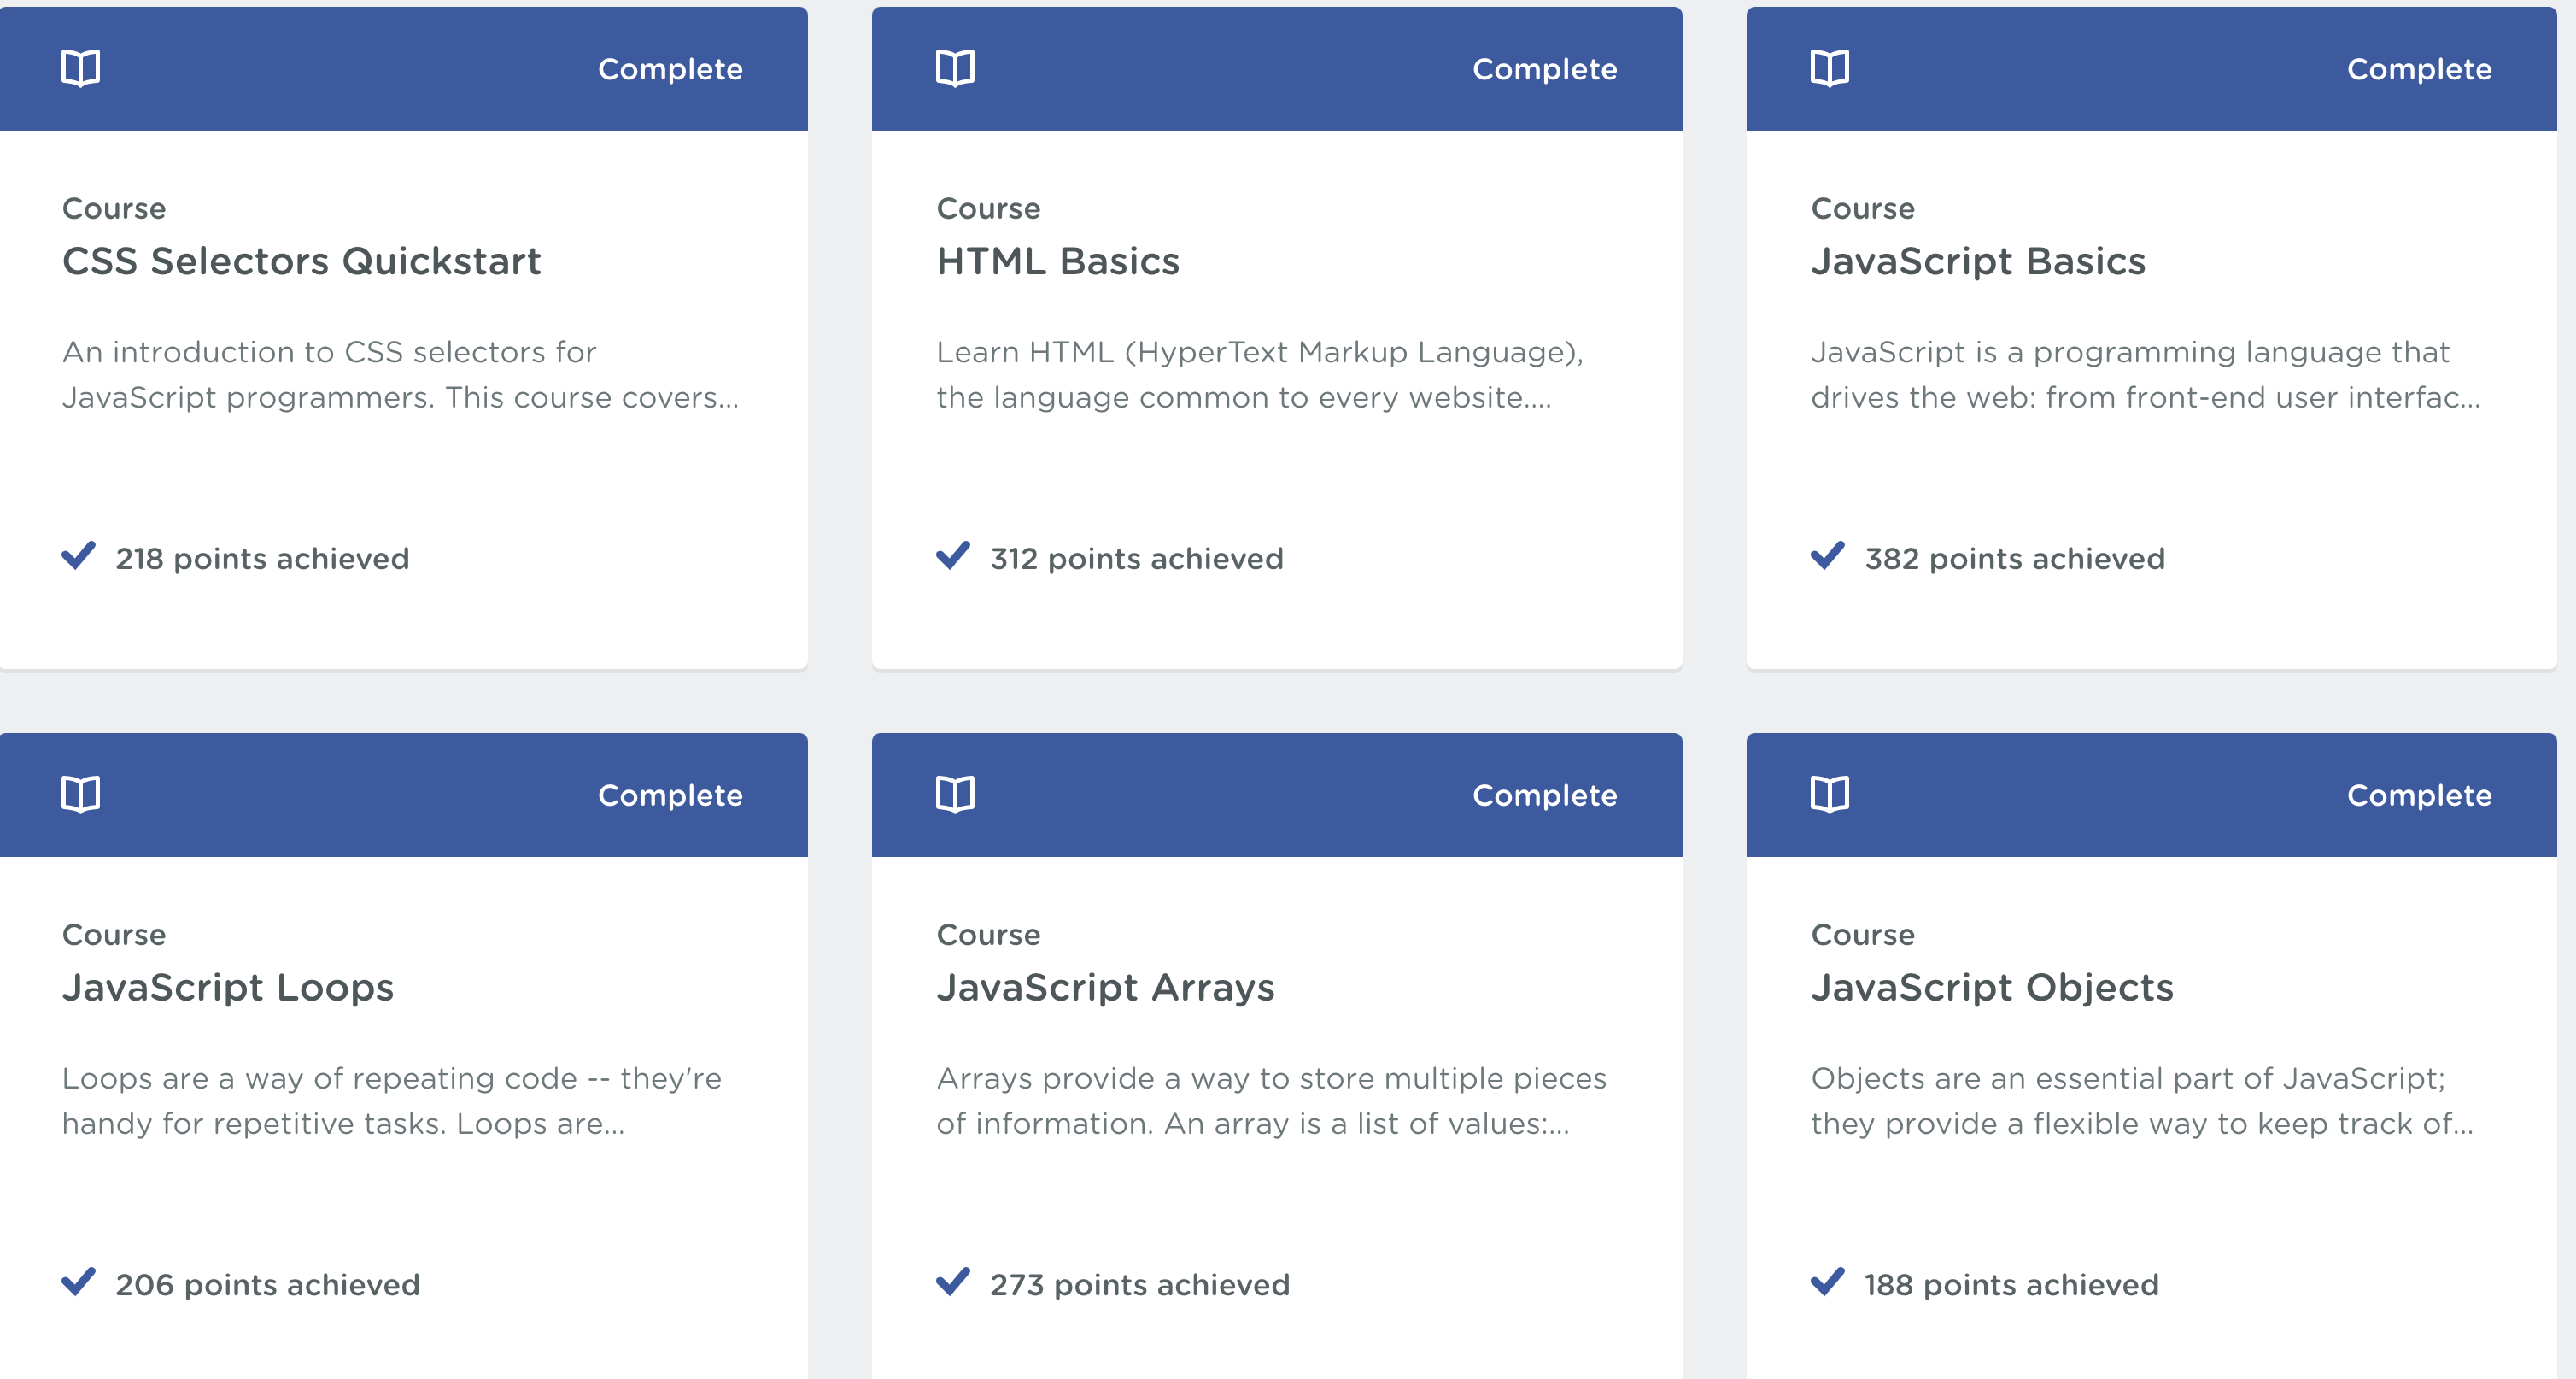 Complete
Course
CSS Selectors Quickstart
An introduction to CSS selectors for
JavaScript programmers. This course covers...
218 points achieved
Complete
Course
HTML Basics
Learn HTML (HyperText Markup Language),
the language common to every website....
312 points achieved
Complete
Course
JavaScript Basics
JavaScript is a programming language that
drives the web: from front-end user interfac...
382 points achieved
Complete
Course
JavaScript Loops
Loops are a way of repeating code -- they're
handy for repetitive tasks. Loops are...
206 points achieved
Complete
Course
JavaScript Arrays
Arrays provide a way to store multiple pieces
of information. An array is a list of values:...
273 points achieved
Complete
Course
JavaScript Objects
Objects are an essential part of JavaScript;
they provide a flexible way to keep track of...
188 points achieved